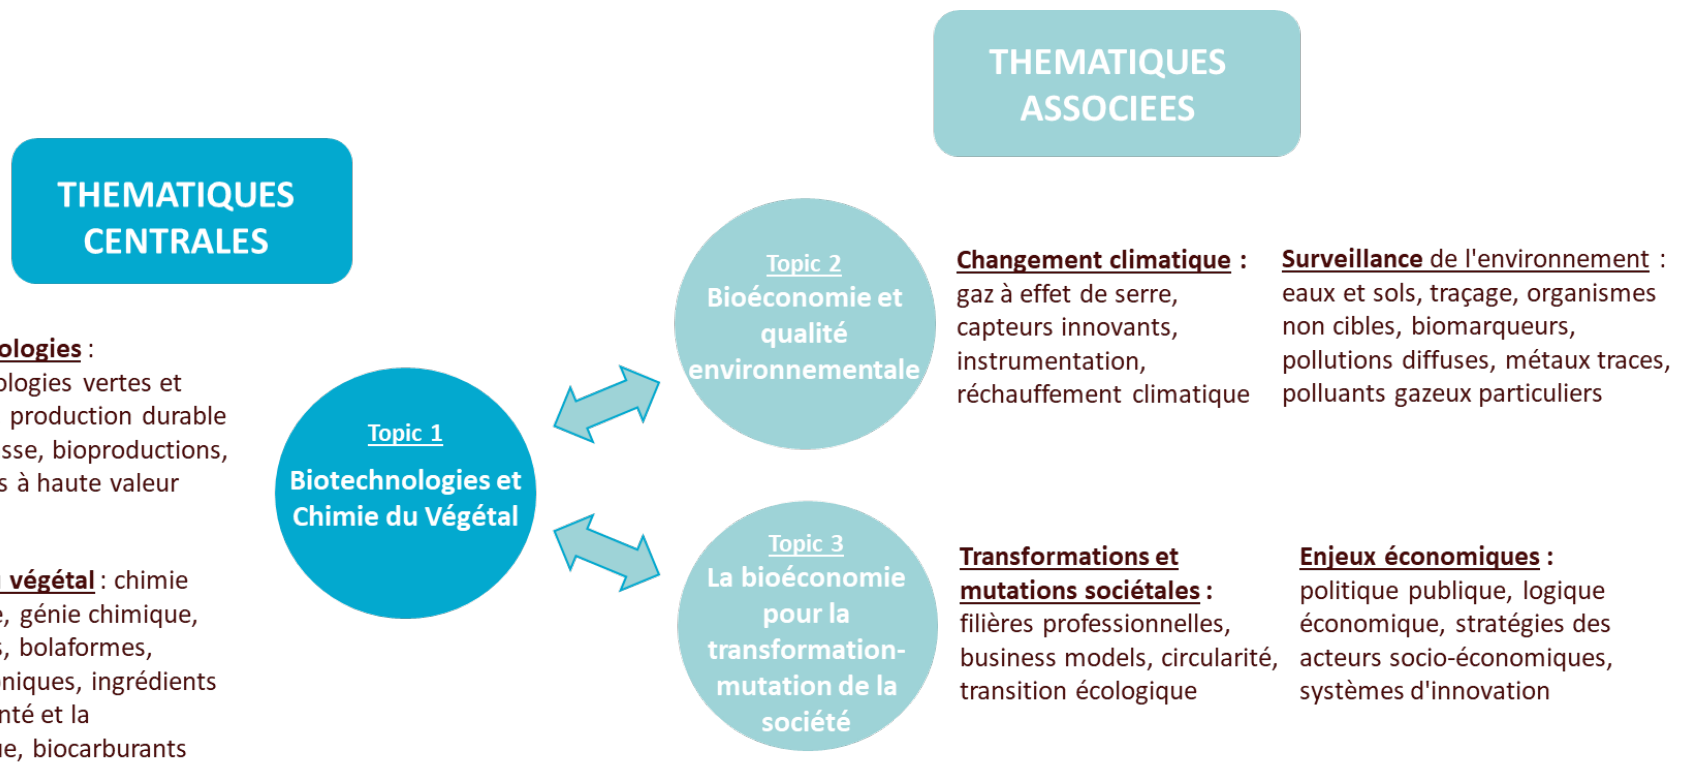 THEMATIQUES
CENTRALES
ologies :
ologies vertes et
production durable
sse, bioproductions,
s à haute valeur
végétal : chimie
e, génie chimique,
s, bolaformes,
niques, ingrédients
nté et la
ue, biocarburants
Topic 1
Biotechnologies et
Chimie du Végétal
THEMATIQUES
ASSOCIEES
Topic 2
Bioéconomie et
qualité
environnementale
Changement climatique :
gaz à effet de serre,
capteurs innovants,
instrumentation,
réchauffement climatique
Surveillance de l'environnement :
eaux et sols, traçage, organismes
non cibles, biomarqueurs,
pollutions diffuses, métaux traces,
polluants gazeux particuliers
Topic 3
La bioéconomie
pour la
transformation-
mutation de la
société
Transformations et
mutations sociétales :
filières professionnelles,
business models, circularité,
transition écologique
Enjeux économiques :
politique publique, logique
économique, stratégies des
acteurs socio-économiques,
systèmes d'innovation